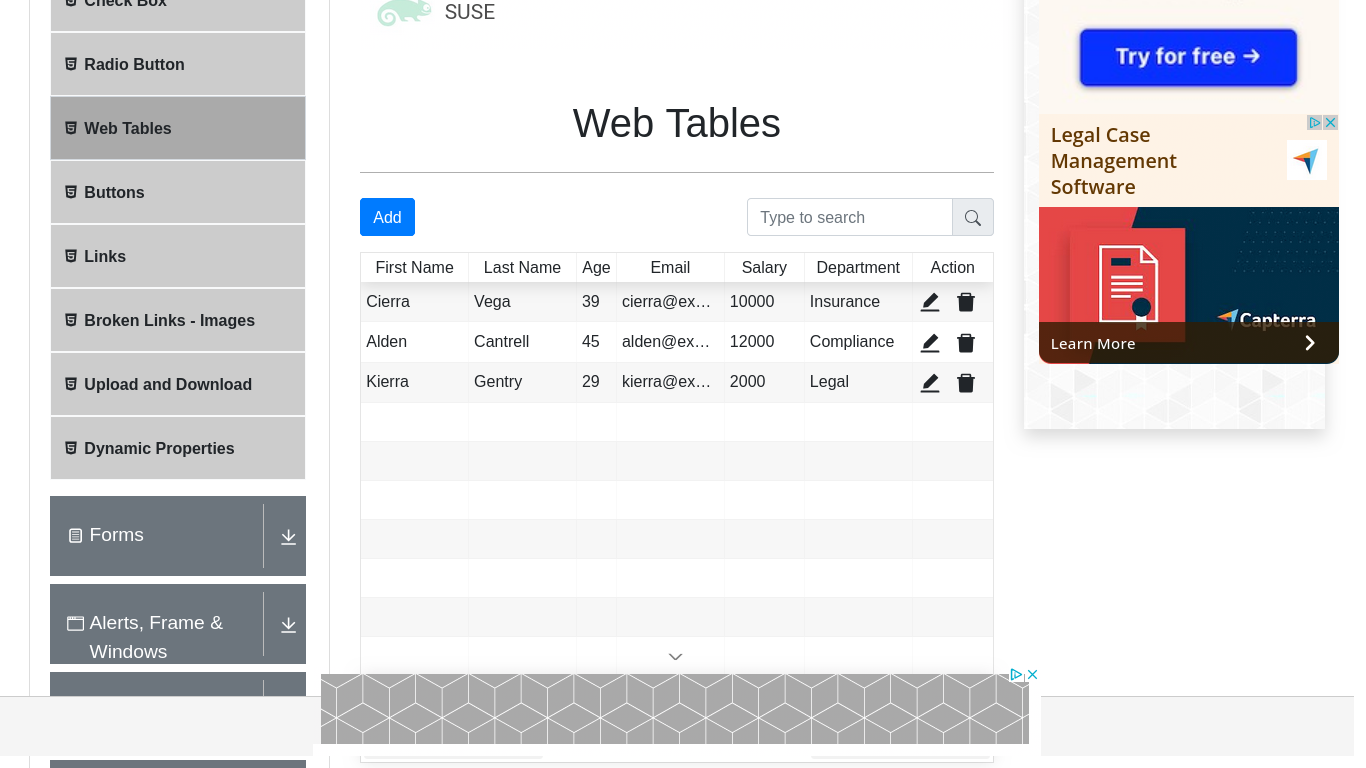 Check Box
Radio Button
Web Tables
Buttons
Links
Broken Links - Images
Upload and Download
Dynamic Properties
Forms
Alerts, Frame &
Windows
SUSE
Web Tables
Add
Type to search
First Name Last Name Age Email Salary Department Action
Cierra Vega 39 cierra@ex… 10000 Insurance
Alden Cantrell 45 alden@ex… 12000 Compliance
Kierra Gentry 29 kierra@ex… 2000 Legal
Try for free →
Legal Case
Management
Software
Capterra
Learn More